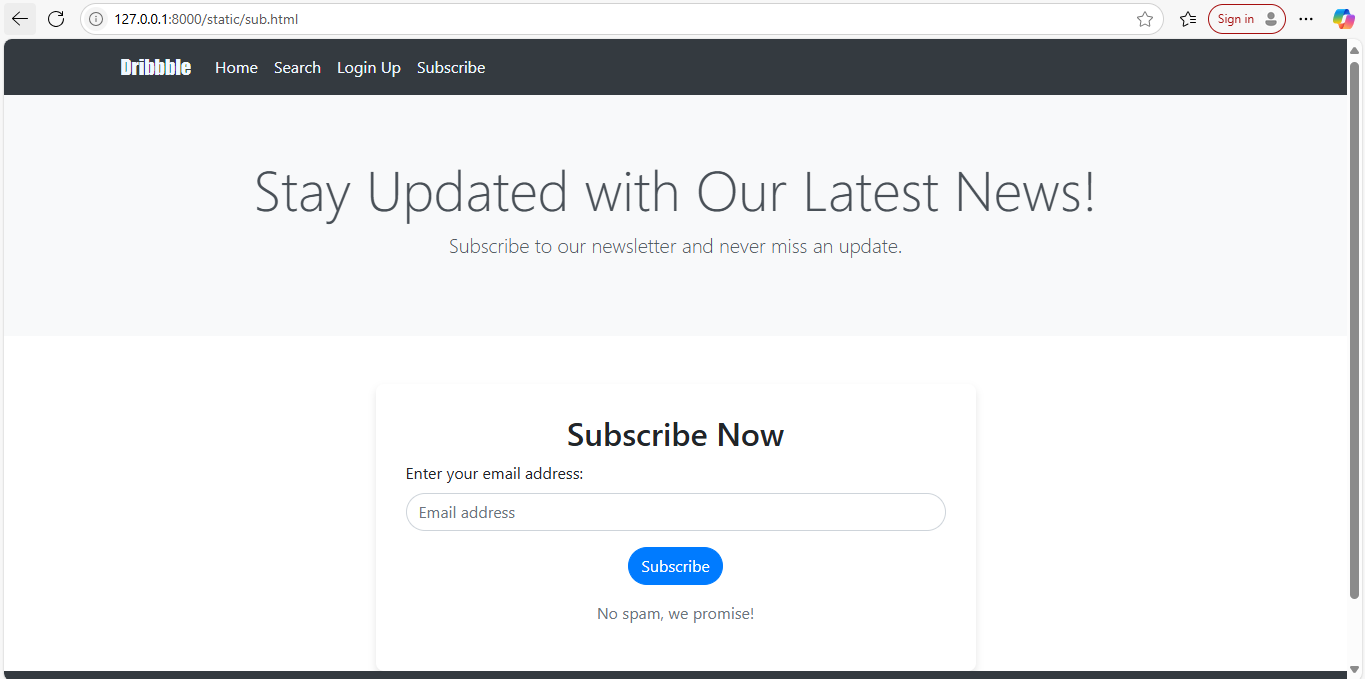 127.0.0.1:8000/static/sub.html
Sign in
Dribbble Home Search Login Up Subscribe
Stay Updated with Our Latest News!
Subscribe to our newsletter and never miss an update.
Subscribe Now
Enter your email address:
Email address
Subscribe
No spam, we promise!